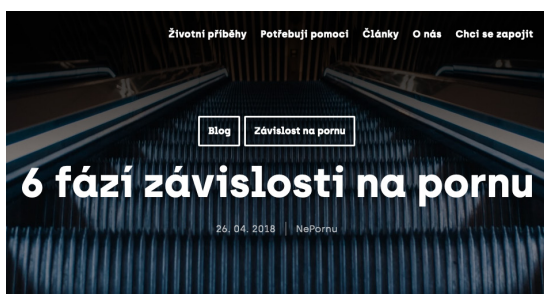 Životní příběhy Potřebuji pomoci Články O nás Chci se zapojit
Blog Závislost na pornu
6 fází závislosti na pornu
26. 04. 2018 | NePornu